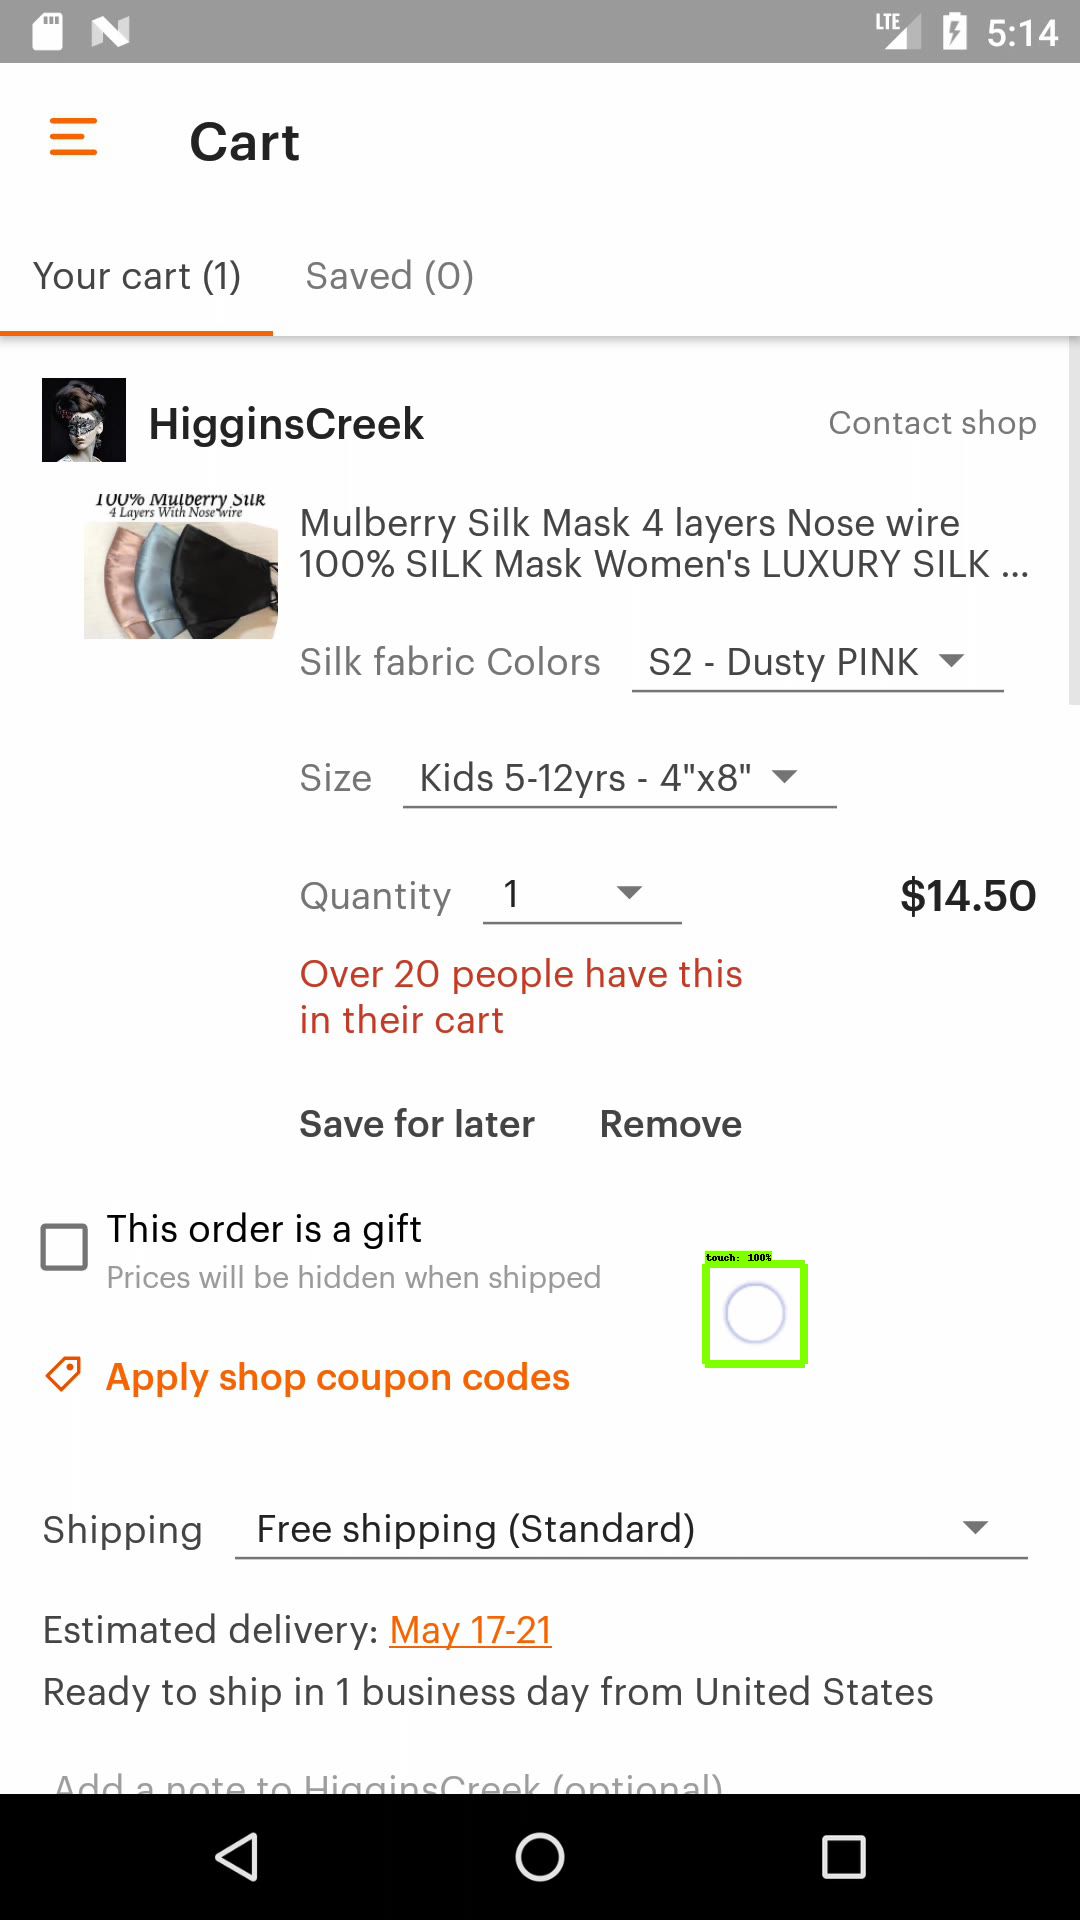 LTE 5:14
Cart
Your cart (1) Saved (0)
HigginsCreek Contact shop
100% Mulberry Silk
4 Layers With Nose wire
Mulberry Silk Mask 4 layers Nose wire
100% SILK Mask Women's LUXURY SILK ...
Silk fabric Colors S2 - Dusty PINK
Size Kids 5-12yrs - 4"x8"
Quantity 1 $14.50
Over 20 people have this
in their cart
Save for later Remove
This order is a gift
Prices will be hidden when shipped
touch: 100%
Apply shop coupon codes
Shipping Free shipping (Standard)
Estimated delivery: May 17-21
Ready to ship in 1 business day from United States
Add a note to HigginsCreek (optional)